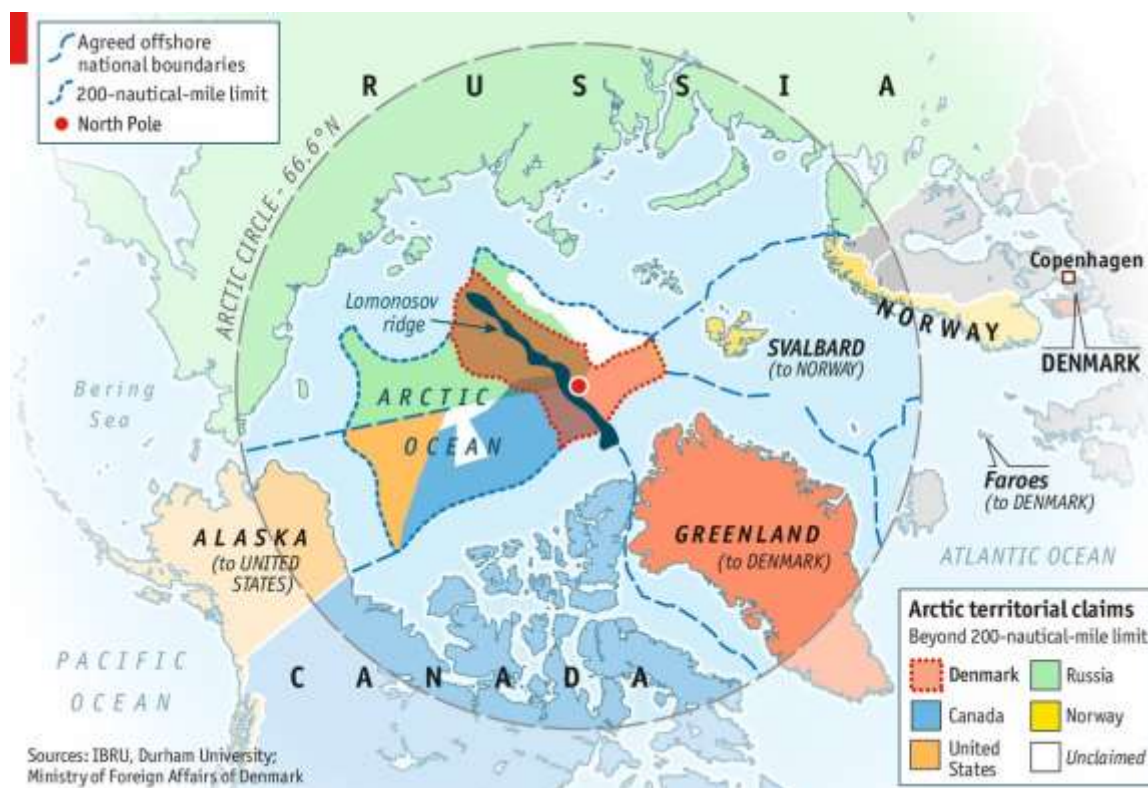 Agreed offshore
national boundaries
200-nautical-mile limit
North Pole
R U S S I A
ARCTIC CIRCLE - 66.6°N
Lomonosov
ridge
Bering
Sea
ARCTIC
OCEAN
SVALBARD
(to NORWAY)
NORWAY
Copenhagen
DENMARK
Faroes
(to DENMARK)
ALASKA
(to UNITED
STATES)
GREENLAND
(to DENMARK)
ATLANTIC OCEAN
PACIFIC
OCEAN
C A N A D A
Arctic territorial claims
Beyond 200-nautical-mile limit
Denmark
Russia
Canada
Norway
United
States
Unclaimed
Sources: IBRU, Durham University;
Ministry of Foreign Affairs of Denmark